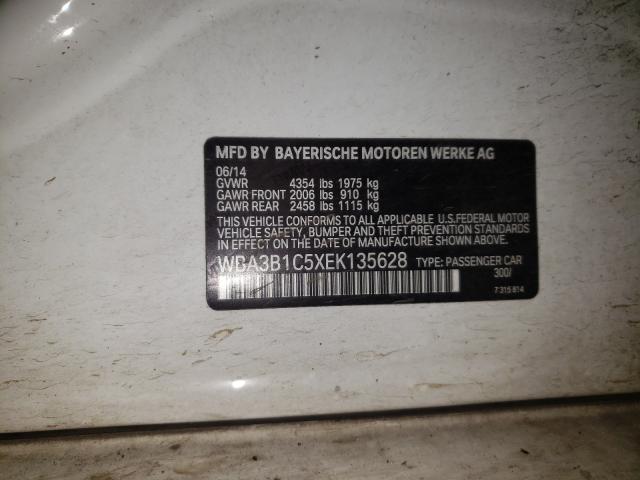 MFD BY BAYERISCHE MOTOREN WERKE AG
06/14
GVWR 4354 lbs 1975 kg
GAWR FRONT 2006 lbs 910 kg
GAWR REAR 2458 lbs 1115 kg
THIS VEHICLE CONFORMS TO ALL APPLICABLE U.S.FEDERAL MOTOR
VEHICLE SAFETY, BUMPER AND THEFT PREVENTION STANDARDS
IN EFFECT ON THE DATE OF MANUFACTURE SHOWN ABOVE.
WBA3B1C5XEK135628 TYPE: PASSENGER CAR
300/
7 315 814